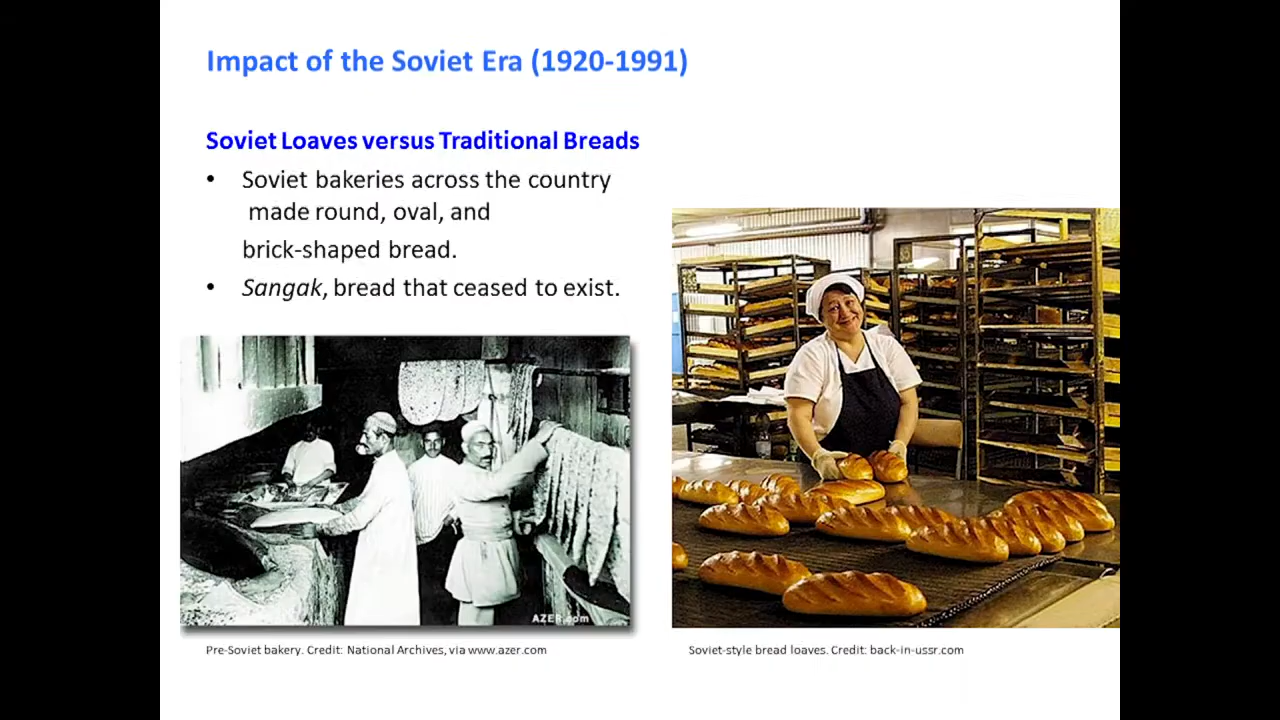 Impact of the Soviet Era (1920-1991)
Soviet Loaves versus Traditional Breads
• Soviet bakeries across the country
made round, oval, and
brick-shaped bread.
• Sangak, bread that ceased to exist.
AZER.com
Pre-Soviet bakery. Credit: National Archives, via www.azer.com
Soviet-style bread loaves. Credit: back-in-ussr.com